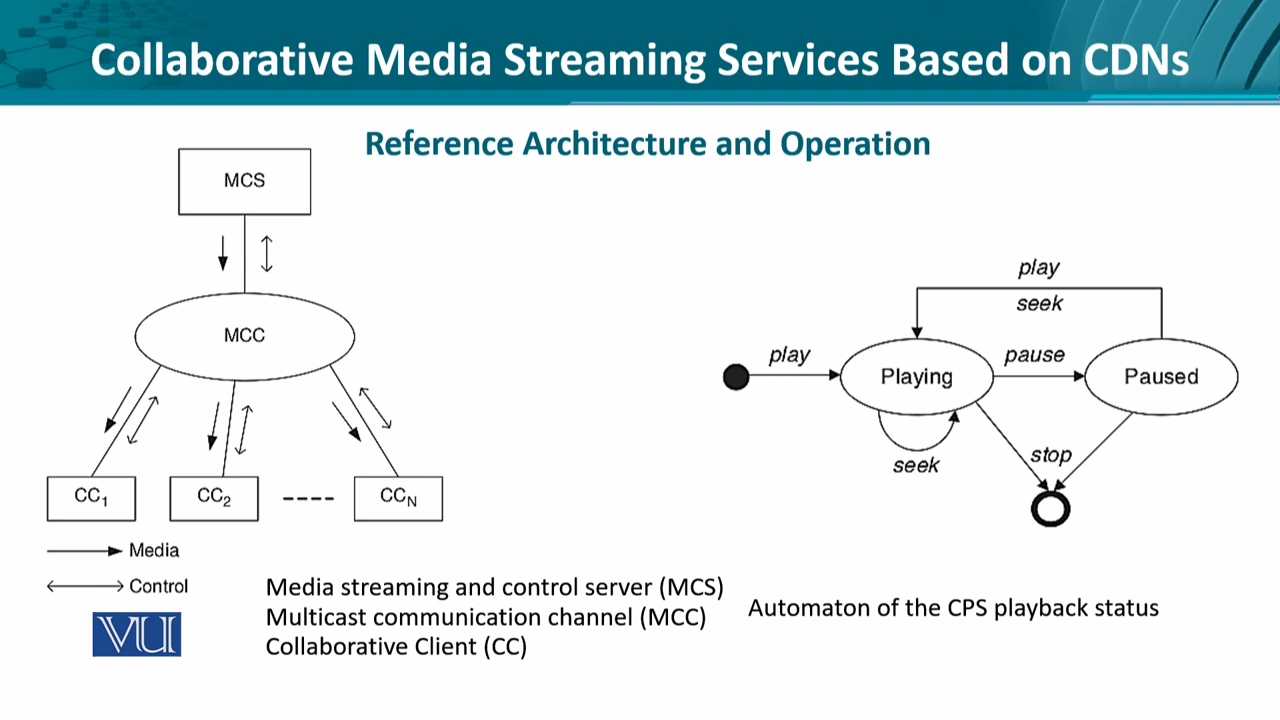 Collaborative Media Streaming Services Based on CDNs
Reference Architecture and Operation
MCS
MCC
CC1
CC2
CCN
Media
Control
VU
Media streaming and control server (MCS)
Multicast communication channel (MCC)
Collaborative Client (CC)
play
seek
play
Playing
pause
Paused
seek
stop
Automaton of the CPS playback status